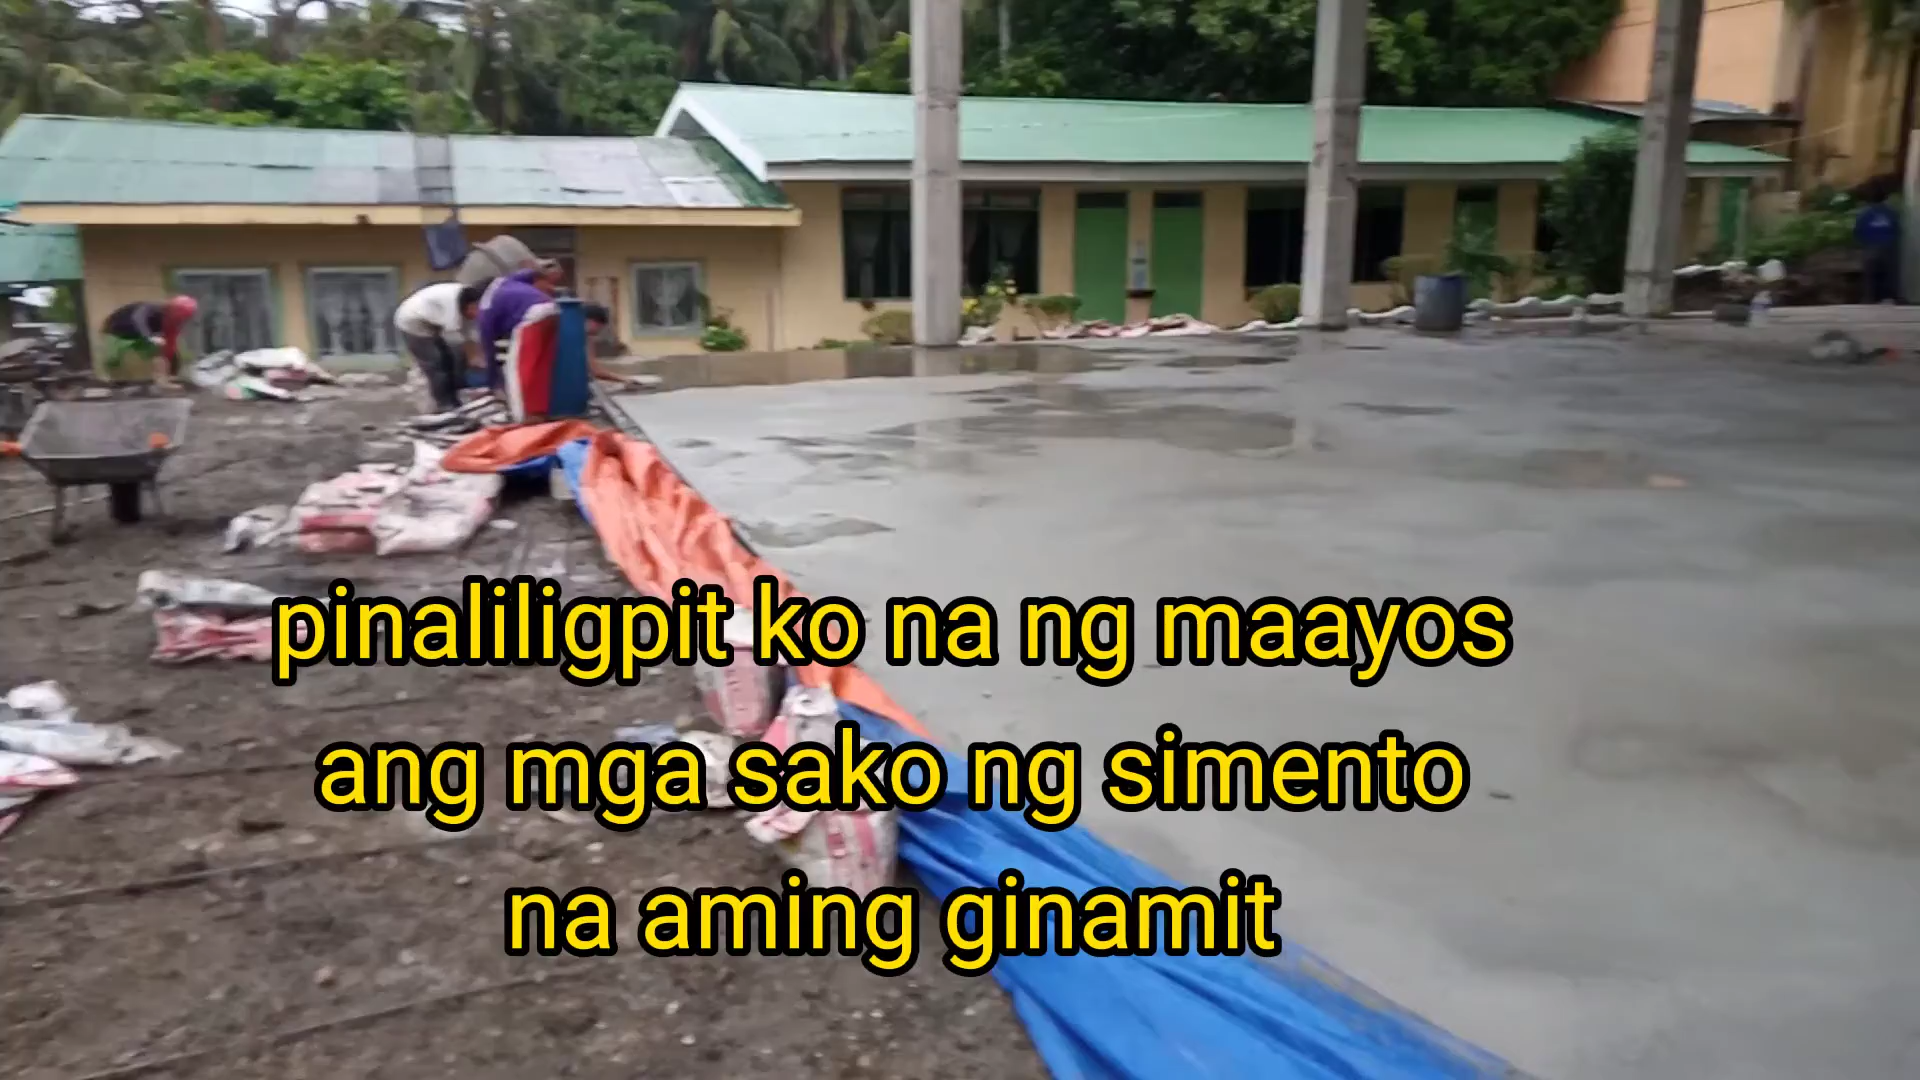 pinaliligpit ko na ng maayos
ang mga sako ng simento
na aming ginamit